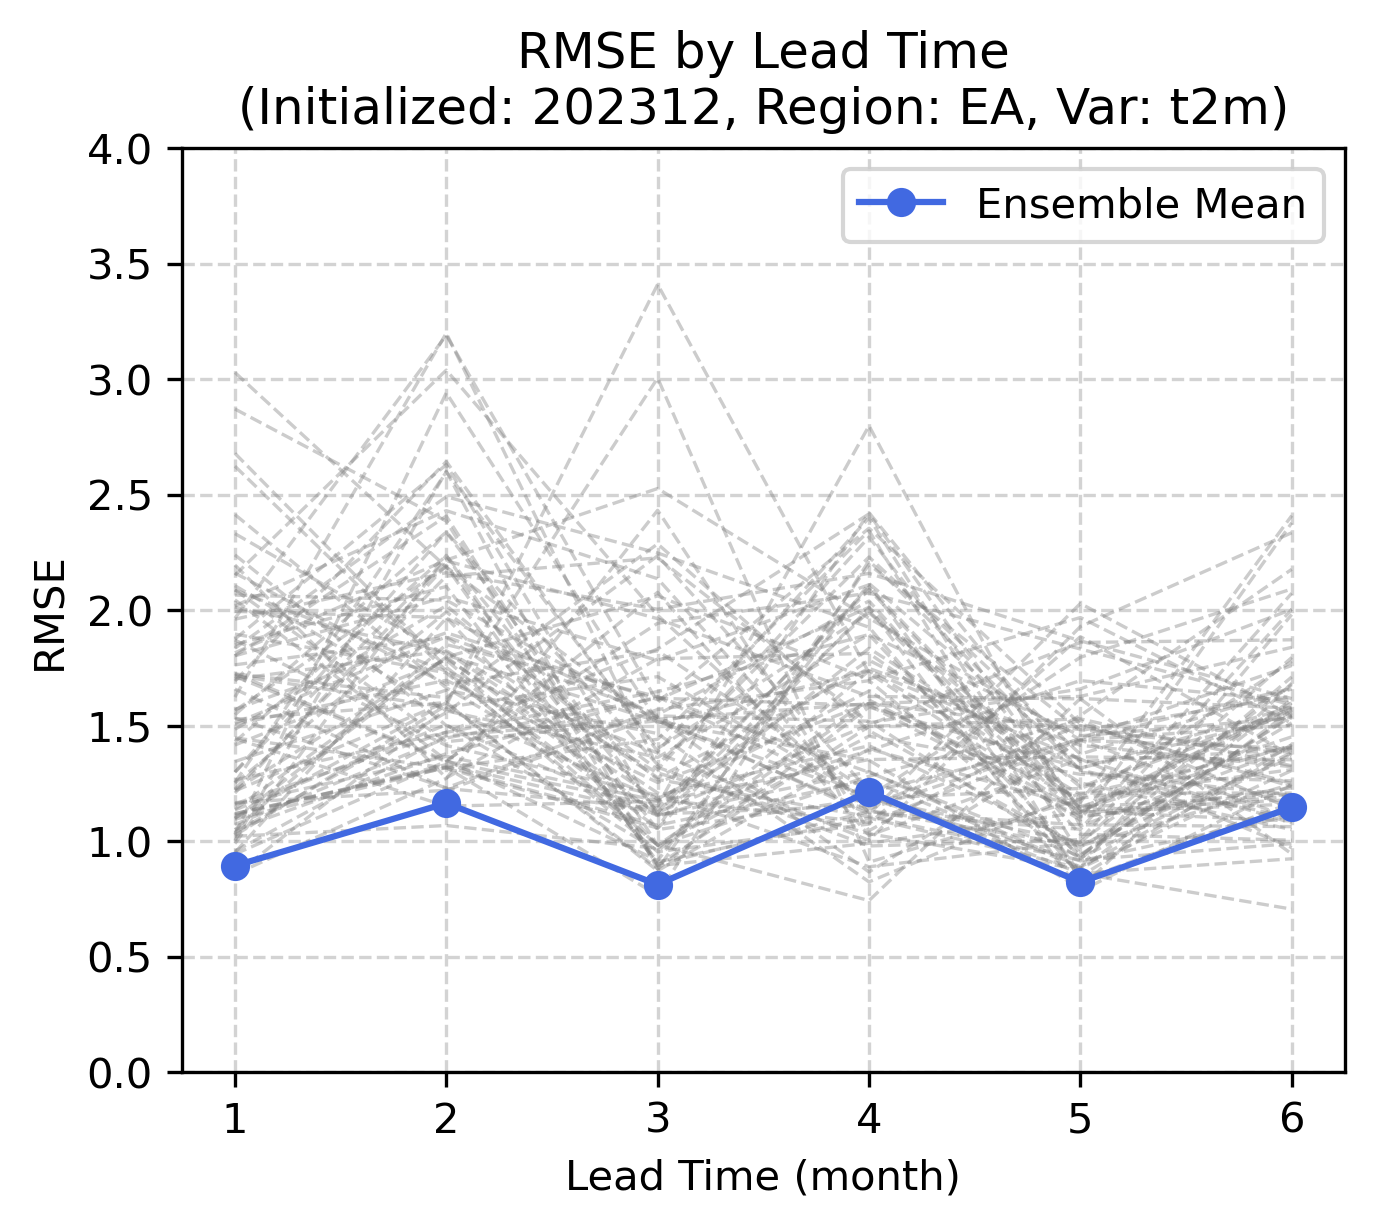 RMSE by Lead Time
(Initialized: 202312, Region: EA, Var: t2m)
Ensemble Mean
RMSE
4.0
3.5
3.0
2.5
2.0
1.5
1.0
0.5
0.0
1 2 3 4 5 6
Lead Time (month)